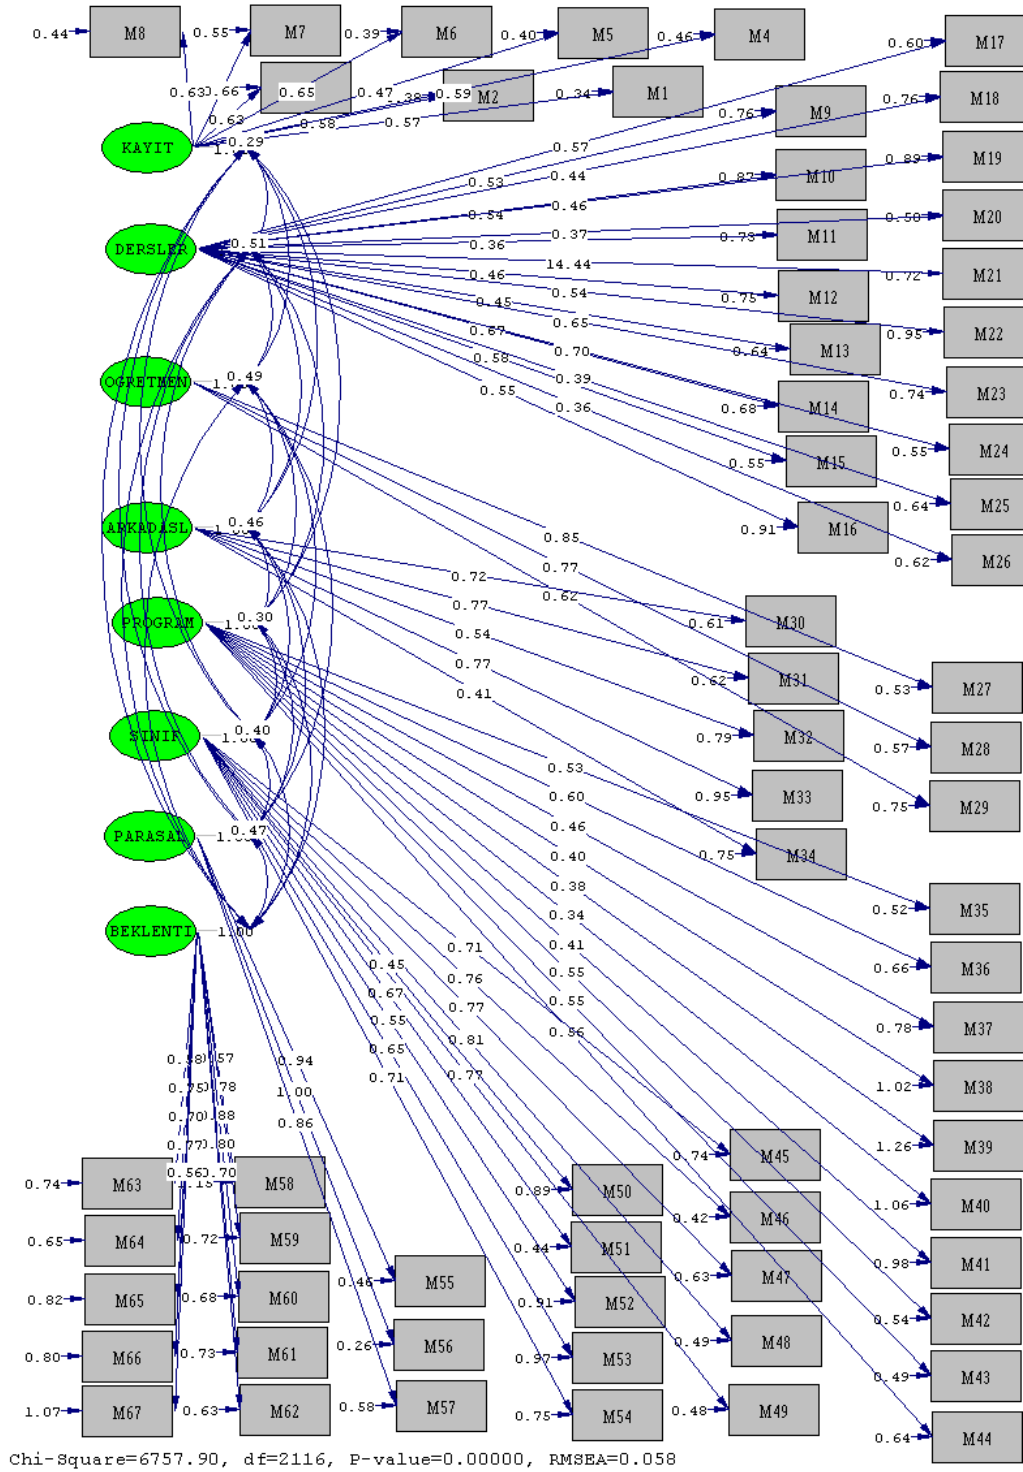 0.44 M8 0.55 M7 0.39 M6 0.40 M5 0.46 M4
0.60 M17
0.63 0.65 0.47 0.59 M2 0.34 M1
0.76 M18
0.63 0.58 0.57
0.76 M9
KAYIT 0.29
0.57
0.89 M19
0.53 0.44
M10
0.54 0.46
0.50 M20
DERSLER 0.51 0.36 0.37 0.73 M11
14.44
0.72 M21
0.46 0.54 0.75 M12
0.45 0.65
0.95 M22
0.67 0.70 0.64 M13
0.58 0.39
OGRETMEN 0.49 0.55
0.74 M23
0.36 0.68 M14
0.55 M24
0.55 M15
0.64 M25
ARKADASL 0.46 0.91 M16
0.85
0.62 M26
0.72 0.77
0.77 0.62
PROGRAM 0.30 0.61 M30
0.54
0.77 0.62 M31
0.41 0.53 M27
SINIF 0.40 0.79 M32
0.57 M28
0.53
0.60 0.95 M33
0.75 M29
0.46
PARASAL 0.47
0.40 0.75 M34
0.38
0.34 0.52 M35
BEKLENTI 1.00
0.71 0.41
0.45 0.76 0.55 0.66 M36
0.67 0.77 0.55
0.55 0.81 0.56 0.78 M37
0.65 0.77
0.71
0.94
1.00 1.02 M38
0.86
1.26 M39
0.74 M45
0.74 M63 M58 0.89 M50
1.06 M40
0.42 M46
0.65 M64 0.72 M59 0.44 M51
0.98 M41
0.63 M47
0.82 M65 0.68 M60 0.46 M55 0.91 M52
0.54 M42
0.49 M48
0.80 M66 0.73 M61 0.26 M56 0.97 M53
0.49 M43
1.07 M67 0.63 M62 0.58 M57 0.75 M54 0.48 M49
0.64 M44
Chi-Square=6757.90, df=2116, P-value=0.00000, RMSEA=0.058